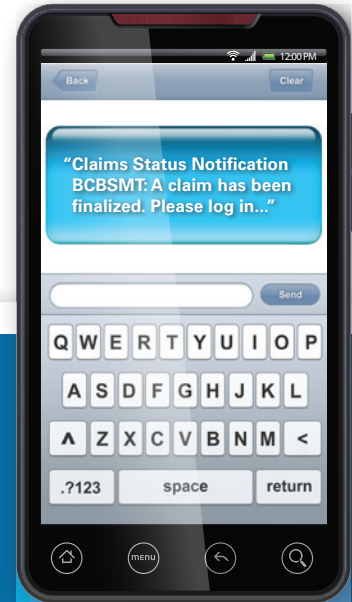 12:00 PM
Back
Clear
“Claims Status Notification
BCBSMT: A claim has been
finalized. Please log in...”
Send
Q W E R T Y U I O P
A S D F G H J K L
Λ Z X C V B N M <
.?123 space return
menu